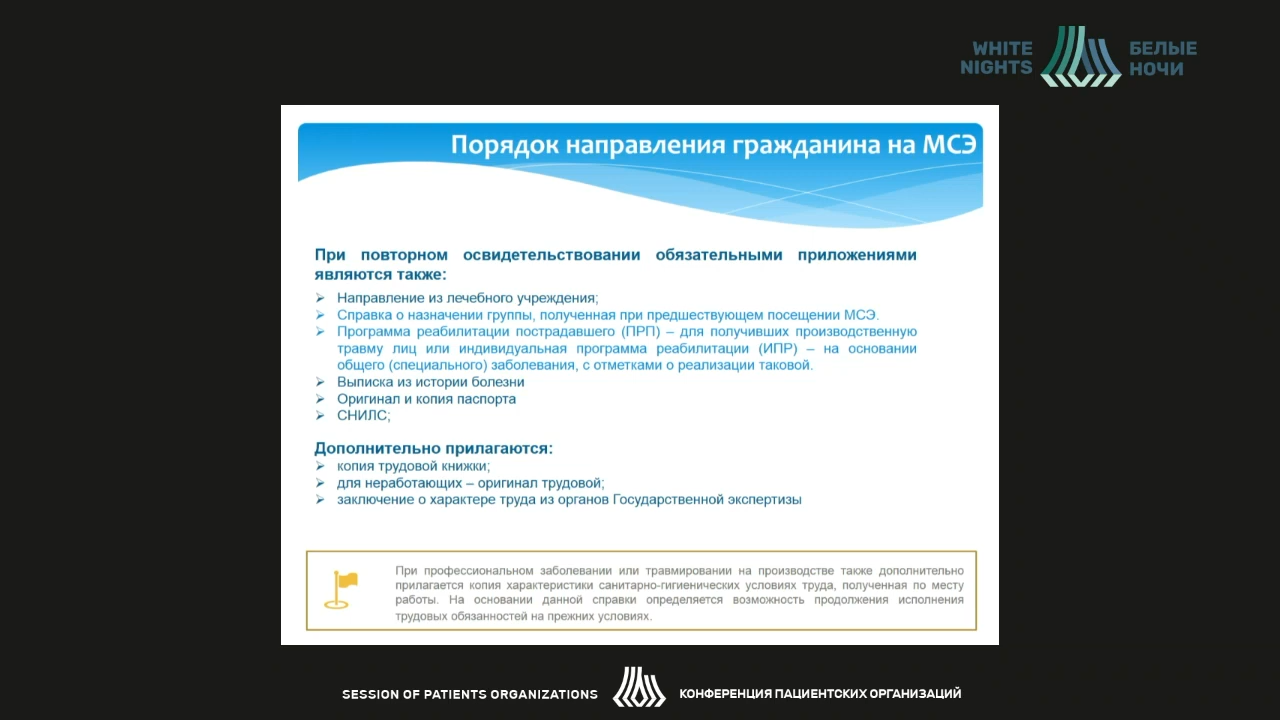 WHITE NIGHTS
БЕЛЫЕ НОЧИ
Порядок направления гражданина на МСЭ
При повторном освидетельствовании обязательными приложениями
являются также:
Направление из лечебного учреждения;
Справка о назначении группы, полученная при предшествующем посещении МСЭ.
Программа реабилитации пострадавшего (ПРП) – для получивших производственную
травму лиц или индивидуальная программа реабилитации (ИПР) – на основании
общего (специального) заболевания, с отметками о реализации таковой.
Выписка из истории болезни
Оригинал и копия паспорта
СНИЛС;
Дополнительно прилагаются:
копия трудовой книжки;
для неработающих – оригинал трудовой;
заключение о характере труда из органов Государственной экспертизы
При профессиональном заболевании или травмировании на производстве также дополнительно
прилагается копия характеристики санитарно-гигиенических условиях труда, полученная по месту
работы. На основании данной справки определяется возможность продолжения исполнения
трудовых обязанностей на прежних условиях.
SESSION OF PATIENTS ORGANIZATIONS
КОНФЕРЕНЦИЯ ПАЦИЕНТСКИХ ОРГАНИЗАЦИЙ